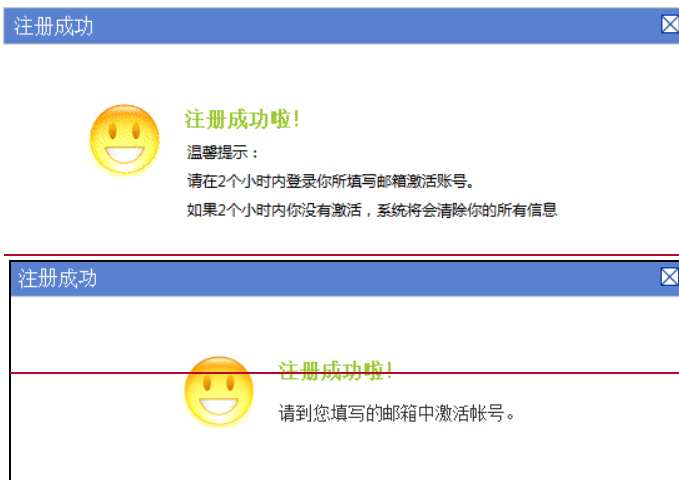 注册成功
注册成功啦！
温馨提示：
请在2个小时内登录你所填写邮箱激活账号。
如果2个小时内你没有激活，系统将会清除你的所有信息
注册成功
注册成功啦！
请到您填写的邮箱中激活帐号。